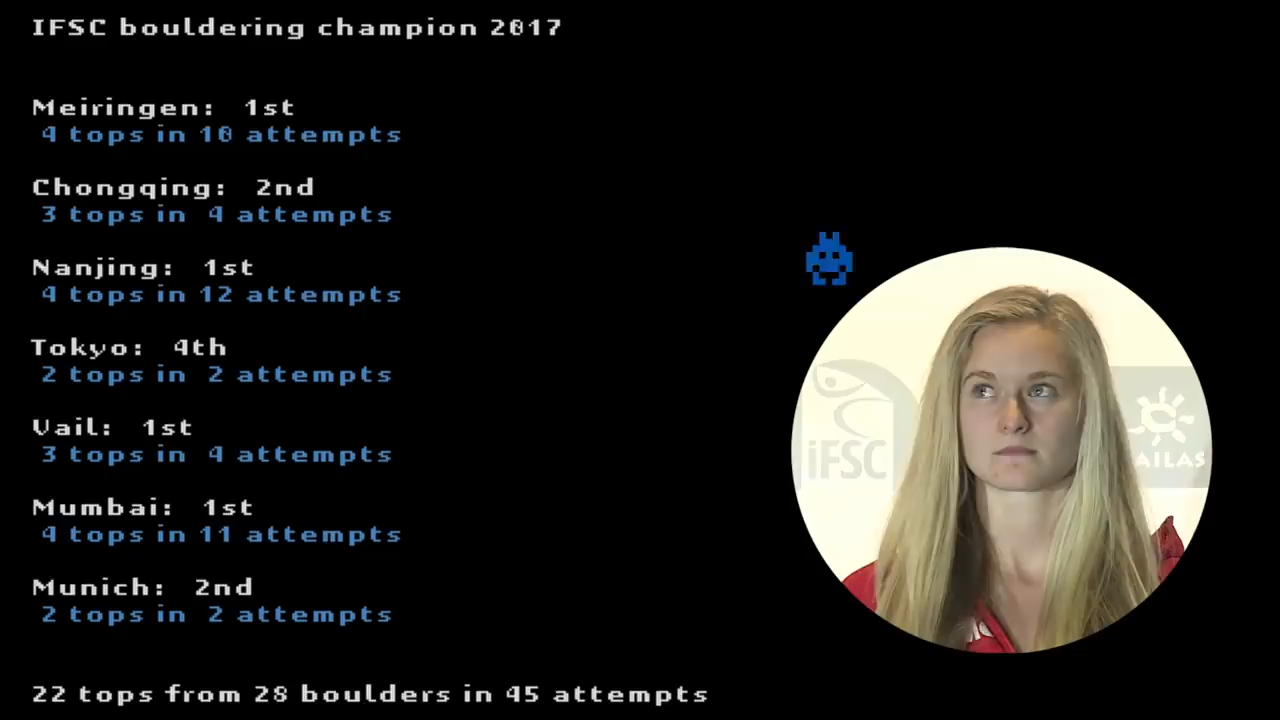 IFSC bouldering champion 2017
Meiringen: 1st
4 tops in 10 attempts
Chongqing: 2nd
3 tops in 4 attempts
Nanjing: 1st
4 tops in 12 attempts
Tokyo: 4th
2 tops in 2 attempts
Vail: 1st
3 tops in 4 attempts
Mumbai: 1st
4 tops in 11 attempts
Munich: 2nd
2 tops in 2 attempts
22 tops from 28 boulders in 45 attempts
iFSC
AILAS